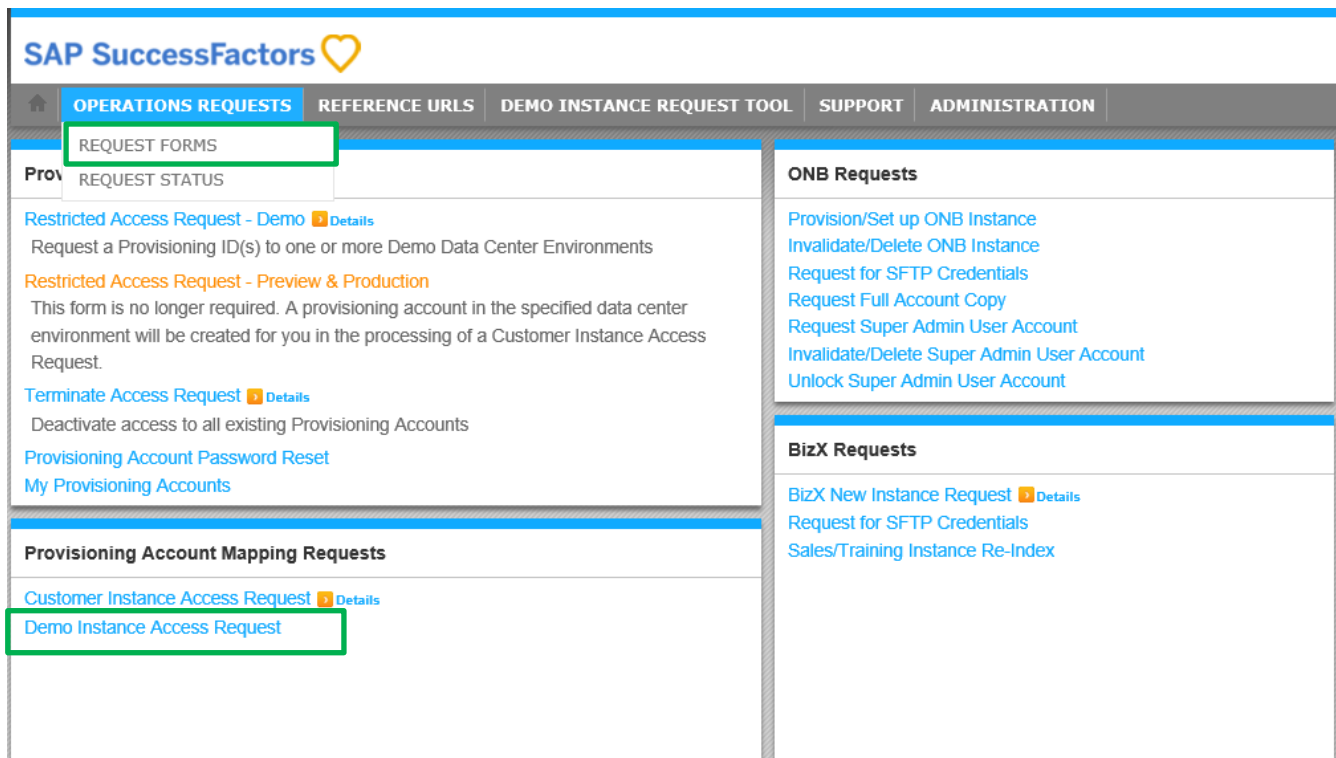 SAP SuccessFactors
OPERATIONS REQUESTS REFERENCE URLS DEMO INSTANCE REQUEST TOOL SUPPORT ADMINISTRATION
REQUEST FORMS
REQUEST STATUS
Prov
Restricted Access Request - Demo Details
Request a Provisioning ID(s) to one or more Demo Data Center Environments
Restricted Access Request - Preview & Production
This form is no longer required. A provisioning account in the specified data center
environment will be created for you in the processing of a Customer Instance Access
Request.
Terminate Access Request Details
Deactivate access to all existing Provisioning Accounts
Provisioning Account Password Reset
My Provisioning Accounts
Provisioning Account Mapping Requests
Customer Instance Access Request Details
Demo Instance Access Request
ONB Requests
Provision/Set up ONB Instance
Invalidate/Delete ONB Instance
Request for SFTP Credentials
Request Full Account Copy
Request Super Admin User Account
Invalidate/Delete Super Admin User Account
Unlock Super Admin User Account
BizX Requests
BizX New Instance Request Details
Request for SFTP Credentials
Sales/Training Instance Re-Index